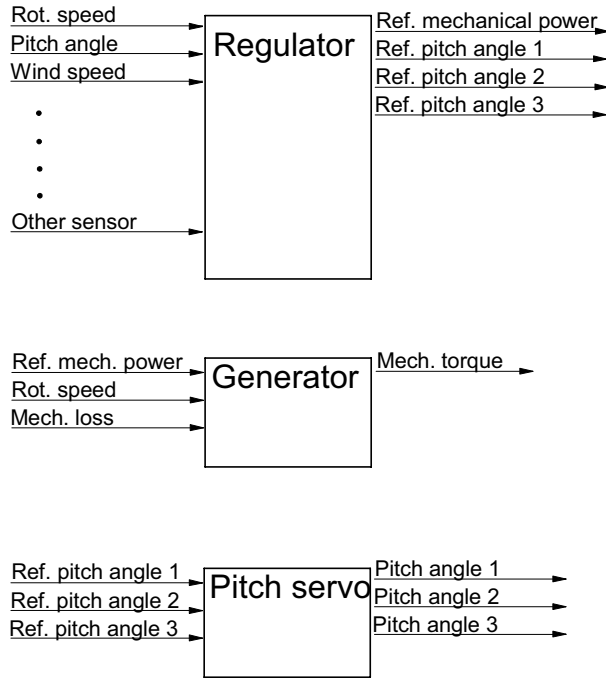 Rot. speed
Pitch angle
Wind speed
Other sensor
Regulator
Ref. mechanical power
Ref. pitch angle 1
Ref. pitch angle 2
Ref. pitch angle 3
Ref. mech. power
Rot. speed
Mech. loss
Generator
Mech. torque
Ref. pitch angle 1
Ref. pitch angle 2
Ref. pitch angle 3
Pitch servo
Pitch angle 1
Pitch angle 2
Pitch angle 3